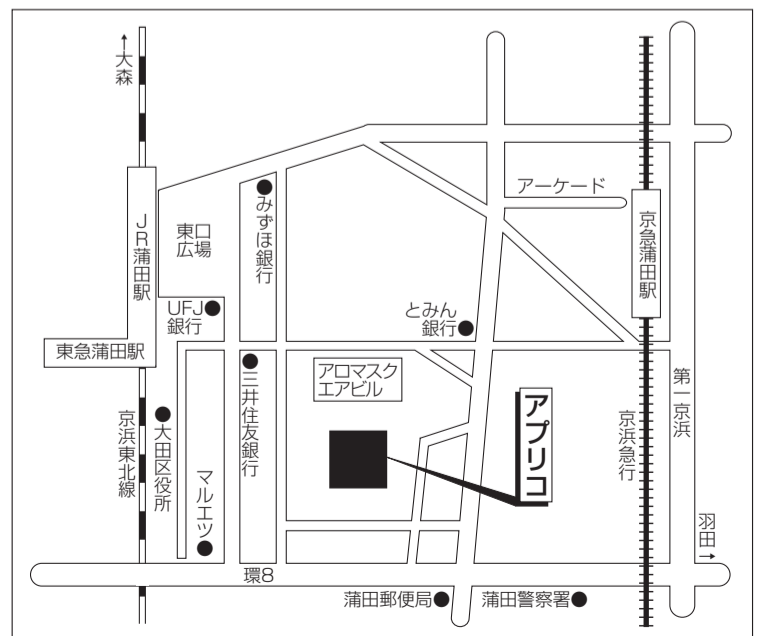 ←大森
アーケード
みずほ銀行
JR蒲田駅
東口
広場
京急蒲田駅
UFJ
銀行
とみん
銀行
東急蒲田駅
アロマスク
エアビル
三井住友銀行
第一京浜
アプリコ
京浜東北線
大田区役所
京浜急行
マルエツ
羽田→
環8
蒲田郵便局
蒲田警察署